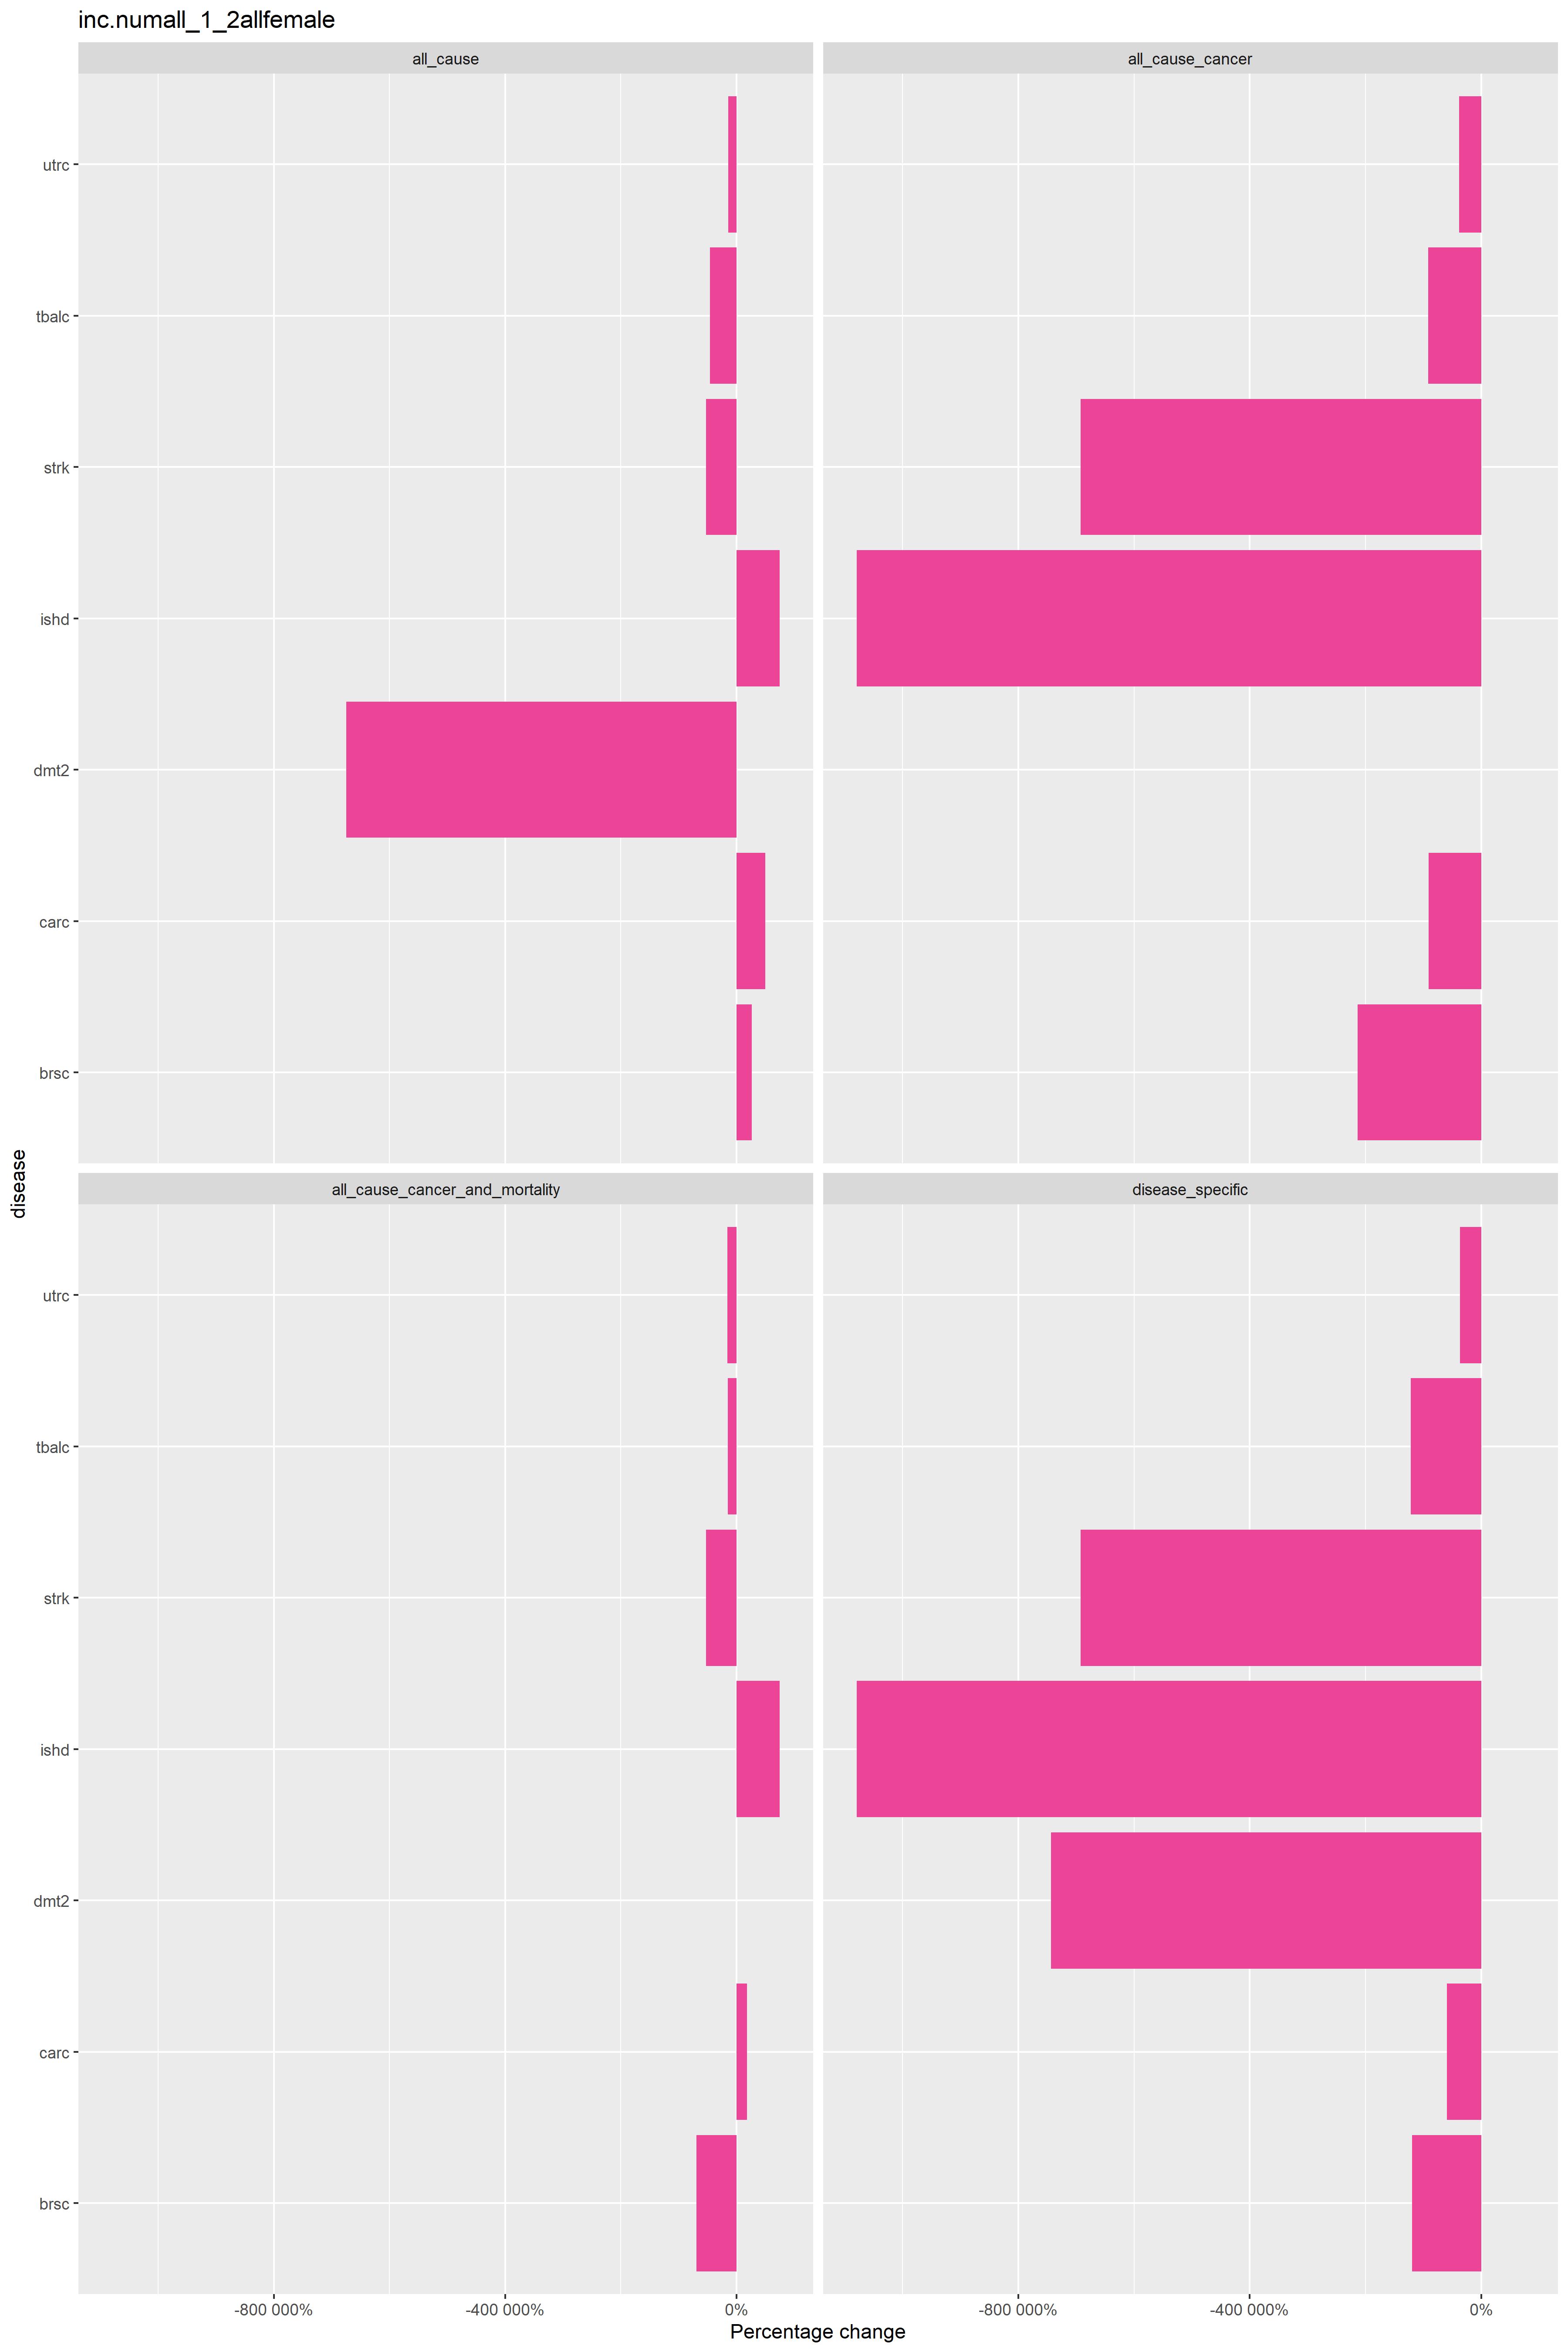 inc.numall_1_2allfemale
all_cause
all_cause_cancer
utrc
tbalc
strk
ishd
dmt2
carc
brsc
disease
all_cause_cancer_and_mortality
disease_specific
utrc
tbalc
strk
ishd
dmt2
carc
brsc
-800 000%
-400 000%
0%
-800 000%
-400 000%
0%
Percentage change